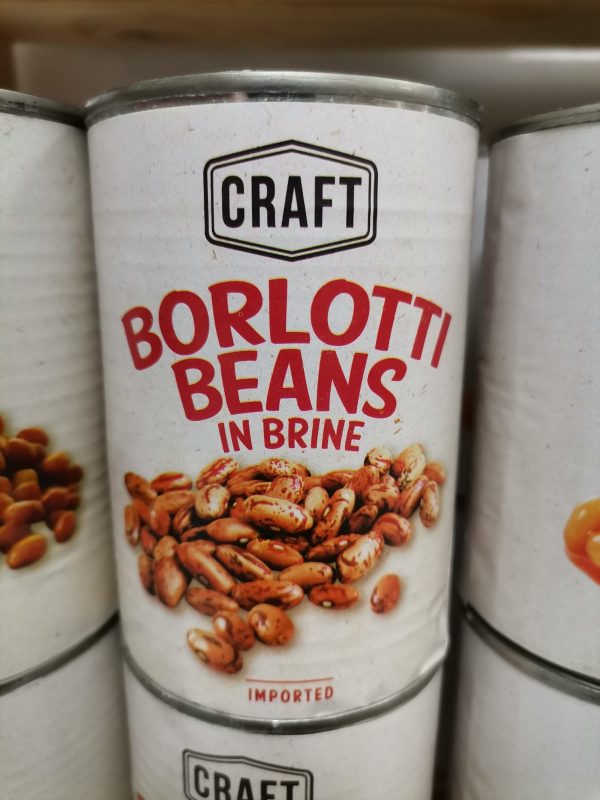 CRAFT
BORLOTTI
BEANS
IN BRINE
IMPORTED
CRAFT